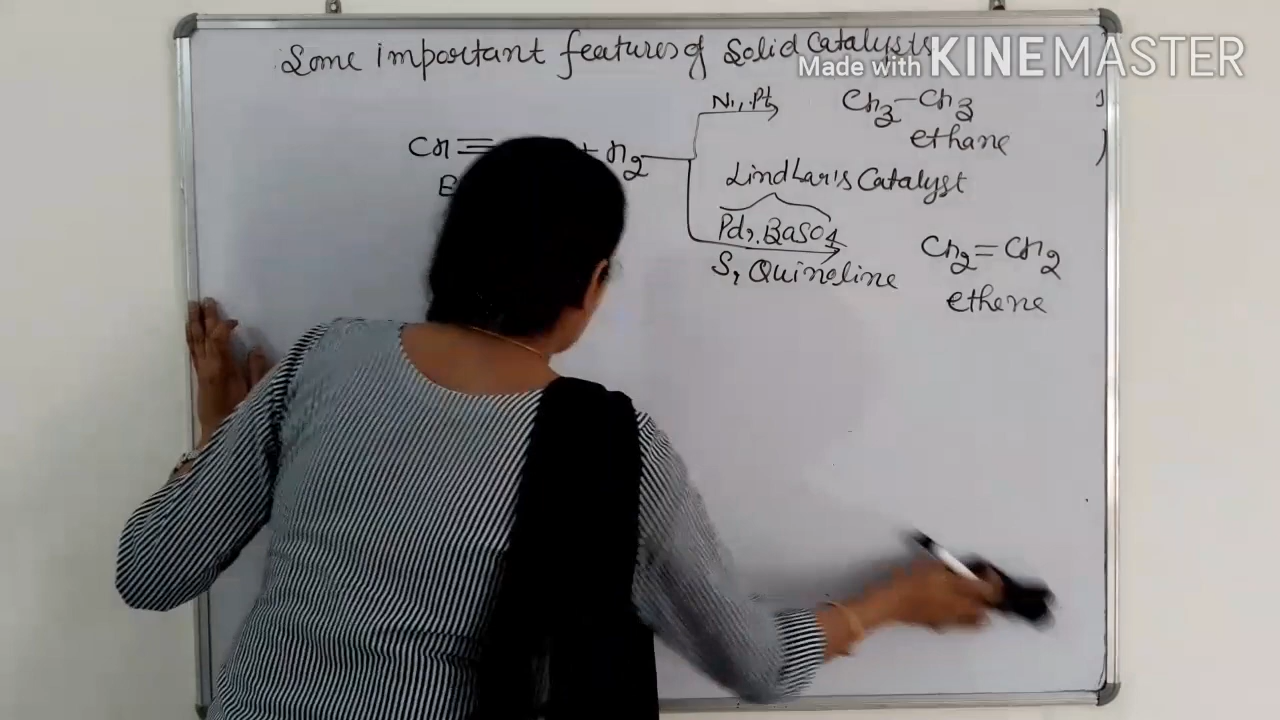 Some important features of Solid Catalysts
Made with KINEMASTER
Ni, Pt
CH3-CH3
ethane
CH≡
+ H2
Lindlar's Catalyst
Pd, BaSO4
S, Quinoline
CH2=CH2
ethene